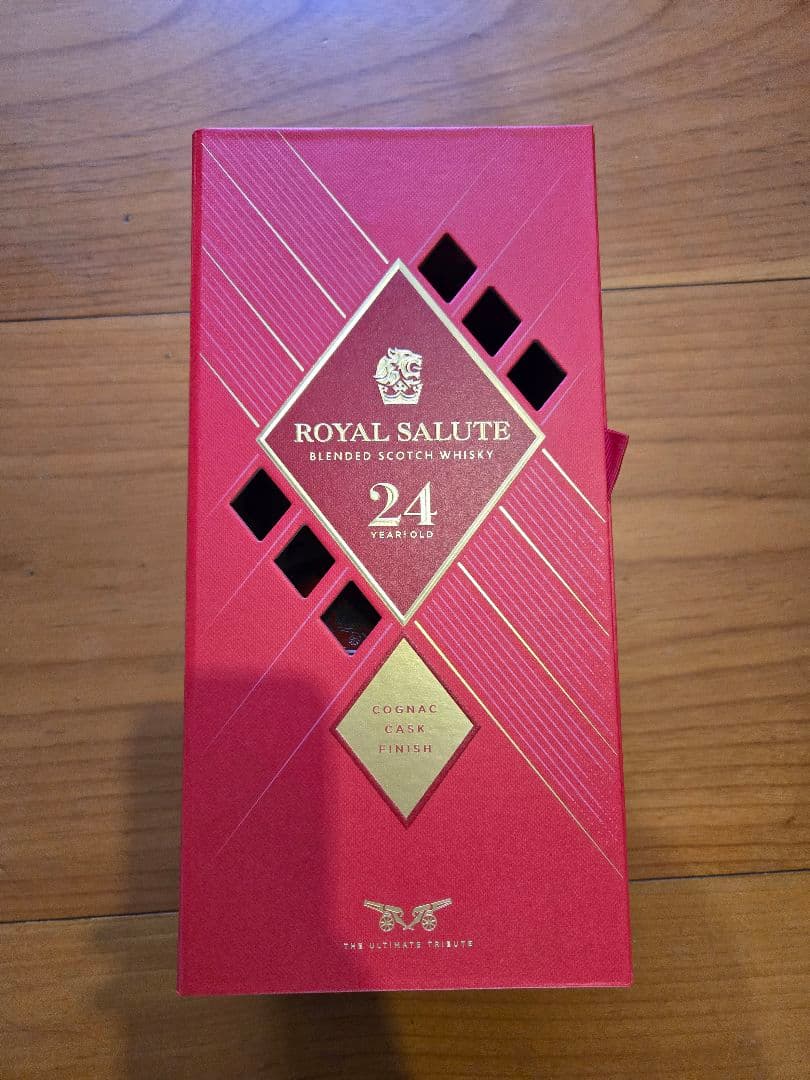 ROYAL SALUTE
BLENDED SCOTCH WHISKY
24
YEAR OLD
COGNAC
CASK
FINISH
THE ULTIMATE TRIBUTE